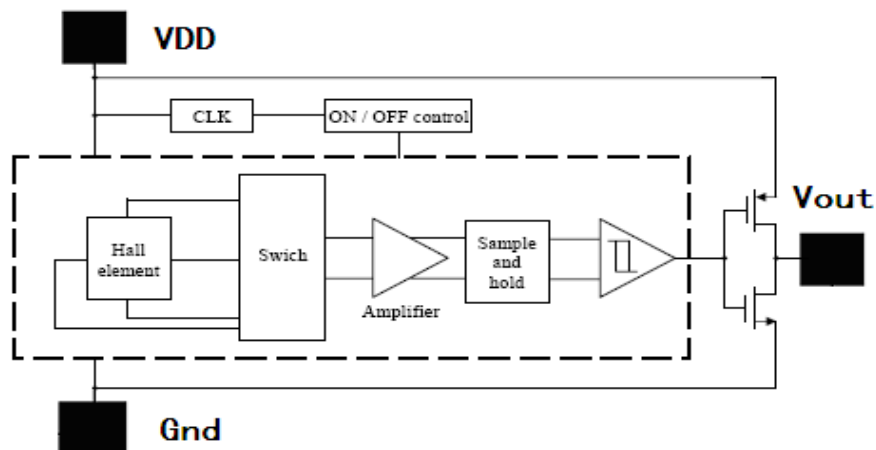 VDD
CLK
ON / OFF control
Hall
element
Swich
Amplifier
Sample
and
hold
Vout
Gnd